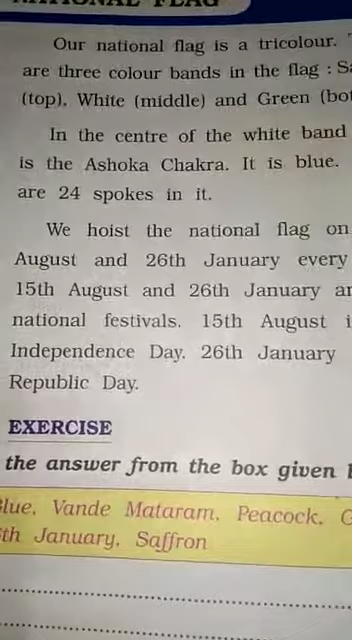 NATIONAL FLAG
Our national flag is a tricolour.
are three colour bands in the flag :
(top), White (middle) and Green
In the centre of the white band
is the Ashoka Chakra. It is blue.
are 24 spokes in it.
We hoist the national flag on
August and 26th January every
15th August and 26th January
national festivals. 15th August
Independence Day. 26th January
Republic Day.
EXERCISE
the answer from the box given
Blue, Vande Mataram, Peacock,
January, Saffron